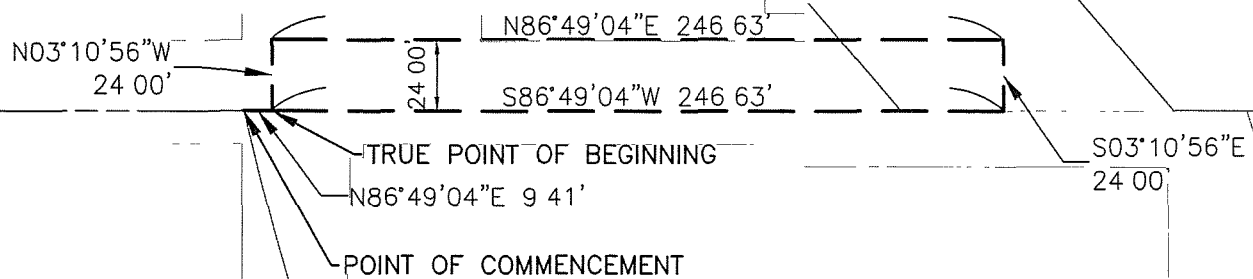 N86°49'04"E 246 63'
N03°10'56"W
24 00'
24 00'
S86°49'04"W 246 63'
TRUE POINT OF BEGINNING
S03°10'56"E
24 00'
N86°49'04"E 9 41'
POINT OF COMMENCEMENT